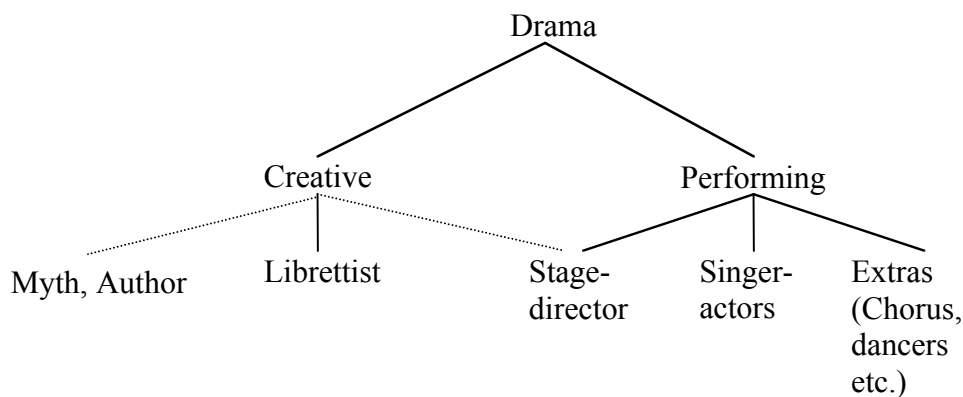 Drama
Creative
Performing
Myth, Author
Librettist
Stage-
director
Singer-
actors
Extras
(Chorus,
dancers
etc.)